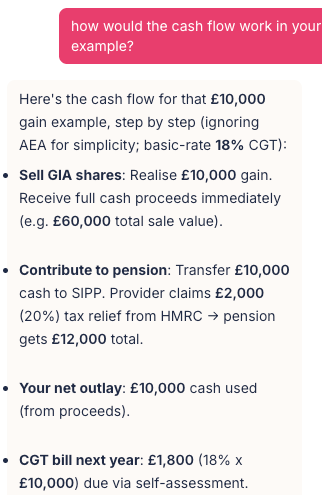 how would the cash flow work in your
example?
Here's the cash flow for that £10,000
gain example, step by step (ignoring
AEA for simplicity; basic-rate 18% CGT):
• Sell GIA shares: Realise £10,000 gain.
Receive full cash proceeds immediately
(e.g. £60,000 total sale value).
• Contribute to pension: Transfer £10,000
cash to SIPP. Provider claims £2,000
(20%) tax relief from HMRC → pension
gets £12,000 total.
• Your net outlay: £10,000 cash used
(from proceeds).
• CGT bill next year: £1,800 (18% x
£10,000) due via self-assessment.